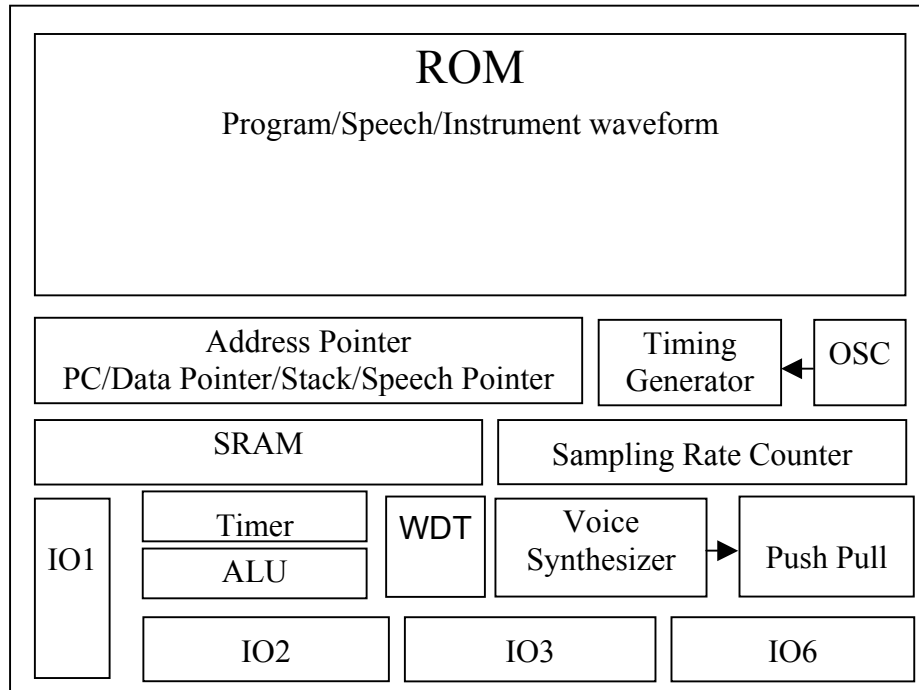 ROM
Program/Speech/Instrument waveform
Address Pointer
PC/Data Pointer/Stack/Speech Pointer
Timing
Generator
OSC
SRAM
Sampling Rate Counter
IO1
Timer
ALU
WDT
Voice
Synthesizer
Push Pull
IO2
IO3
IO6